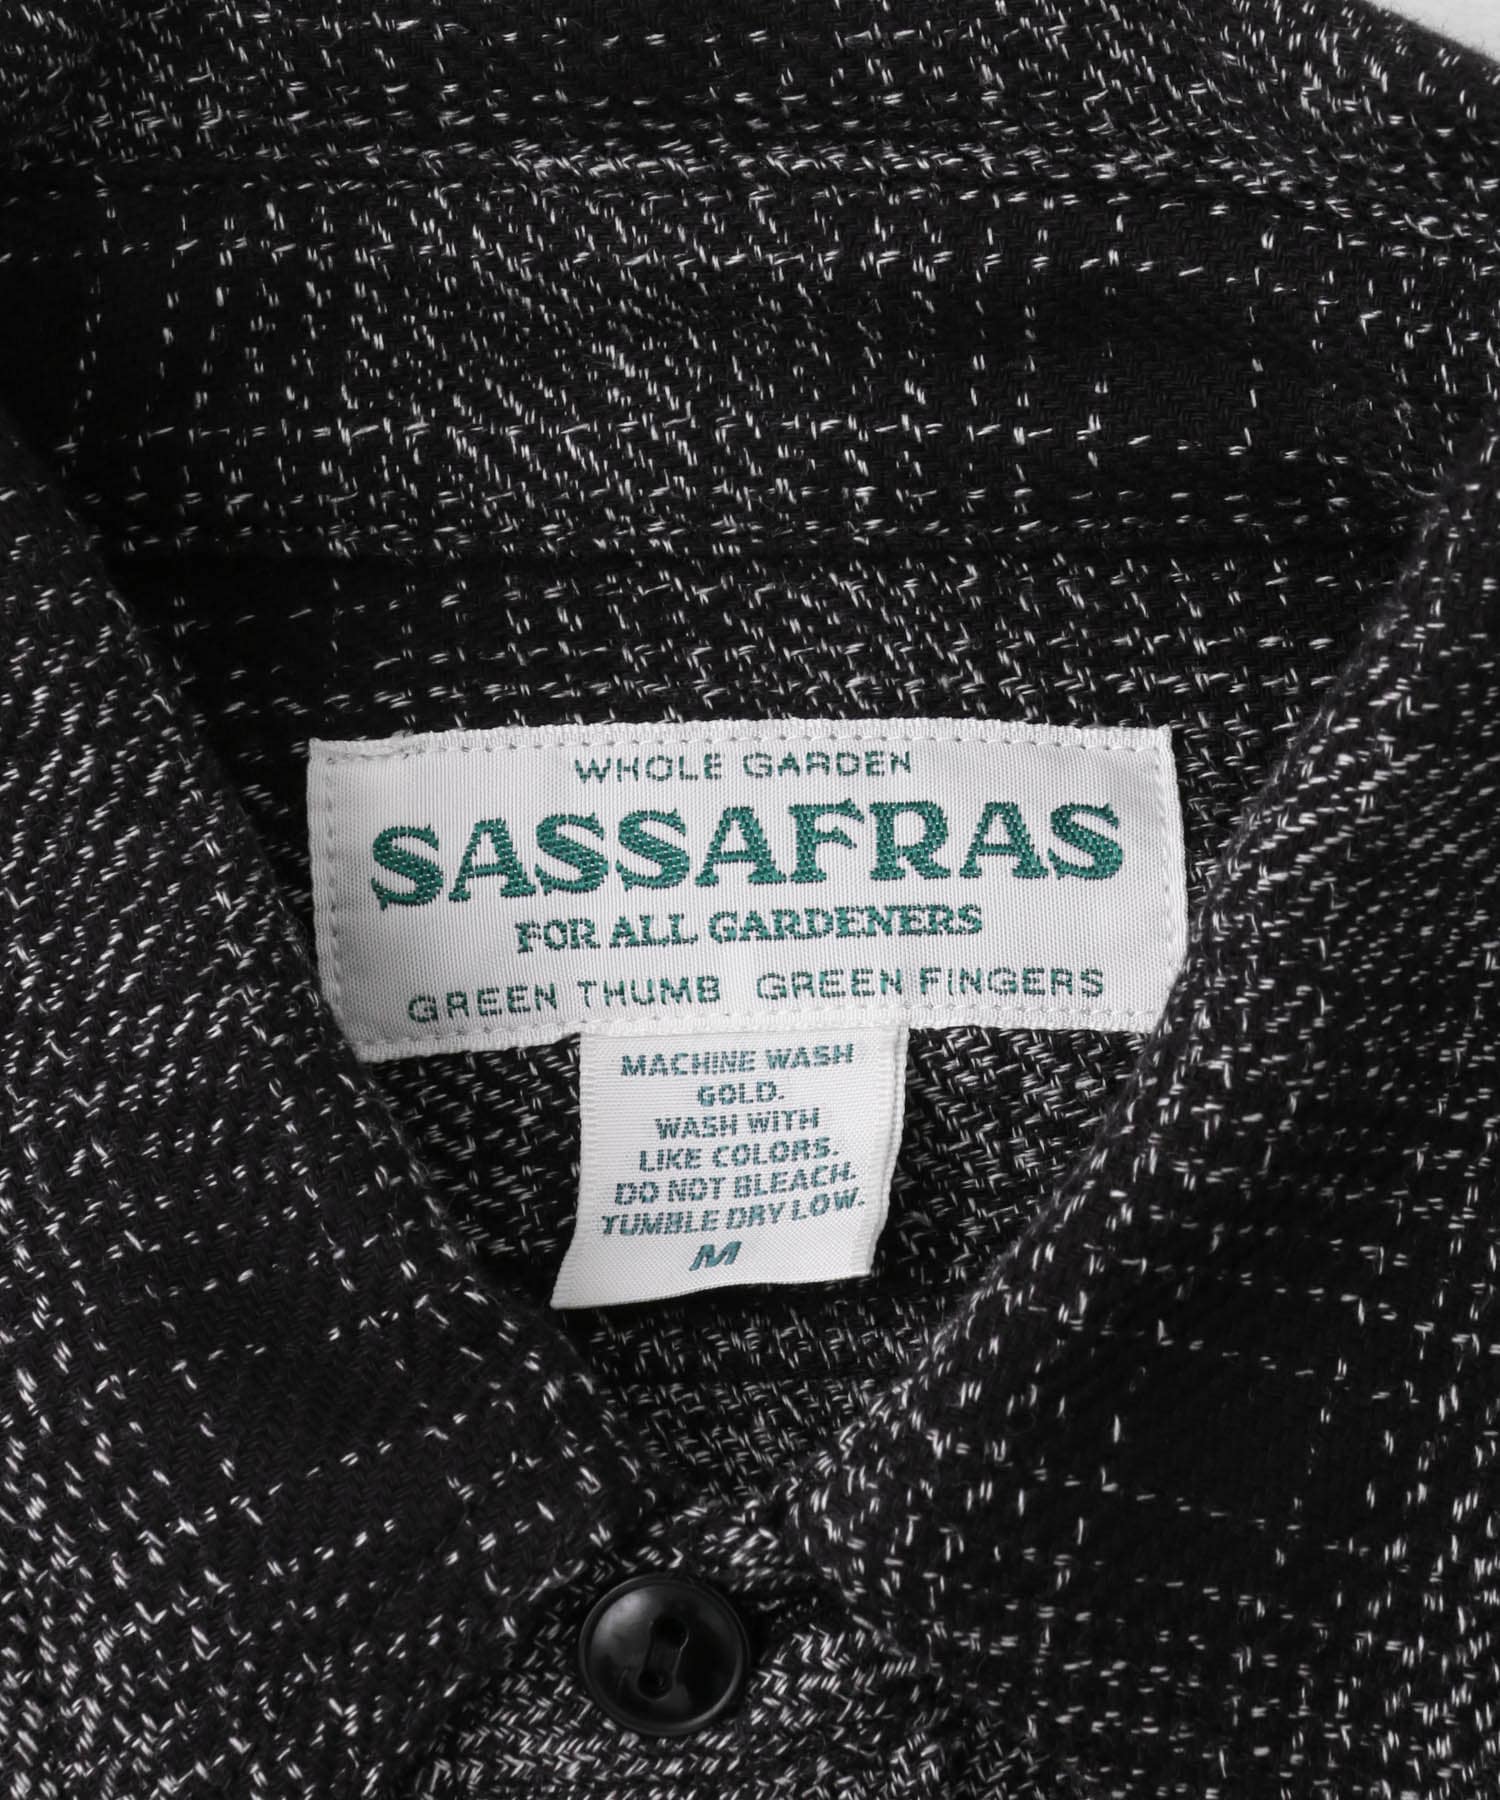 WHOLE GARDEN
SASSAFRAS
FOR ALL GARDENERS
GREEN THUMB GREEN FINGERS
MACHINE WASH
GOLD.
WASH WITH
LIKE COLORS.
DO NOT BLEACH.
TUMBLE DRY LOW.
M